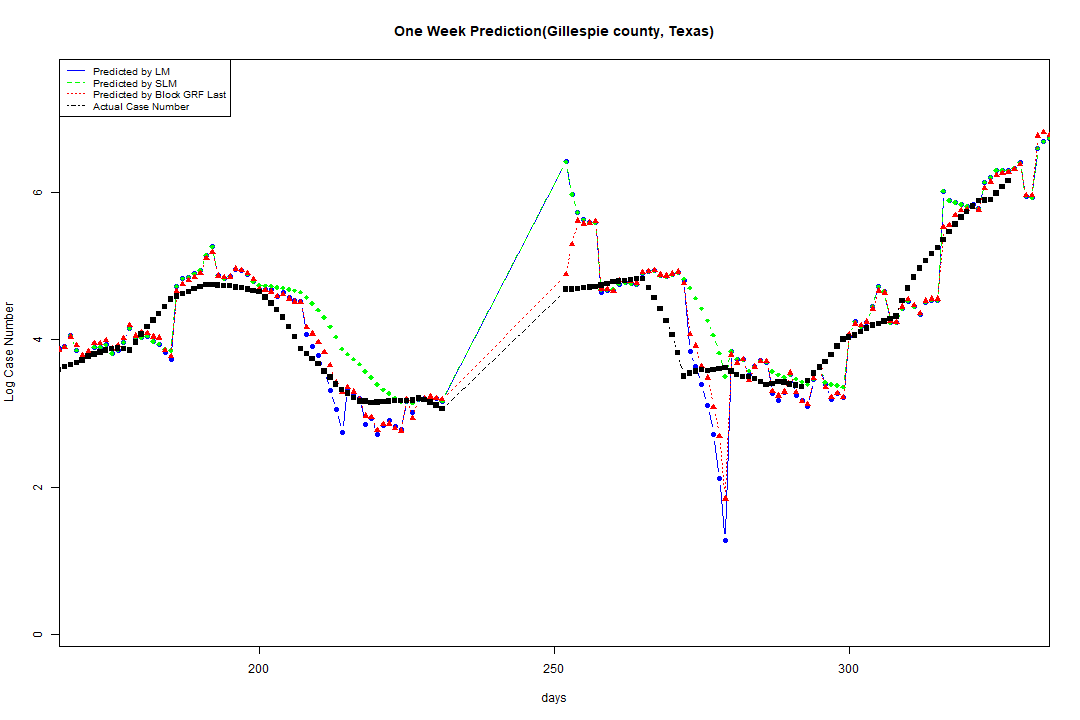 One Week Prediction(Gillespie county, Texas)
Predicted by LM
Predicted by SLM
Predicted by Block GRF Last
Actual Case Number
6
4
2
0
Log Case Number
200
250
300
days